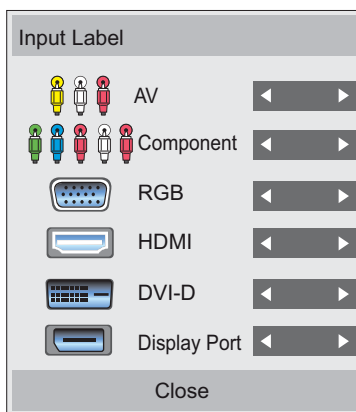 Input Label
AV
Component
RGB
HDMI
DVI-D
Display Port
Close